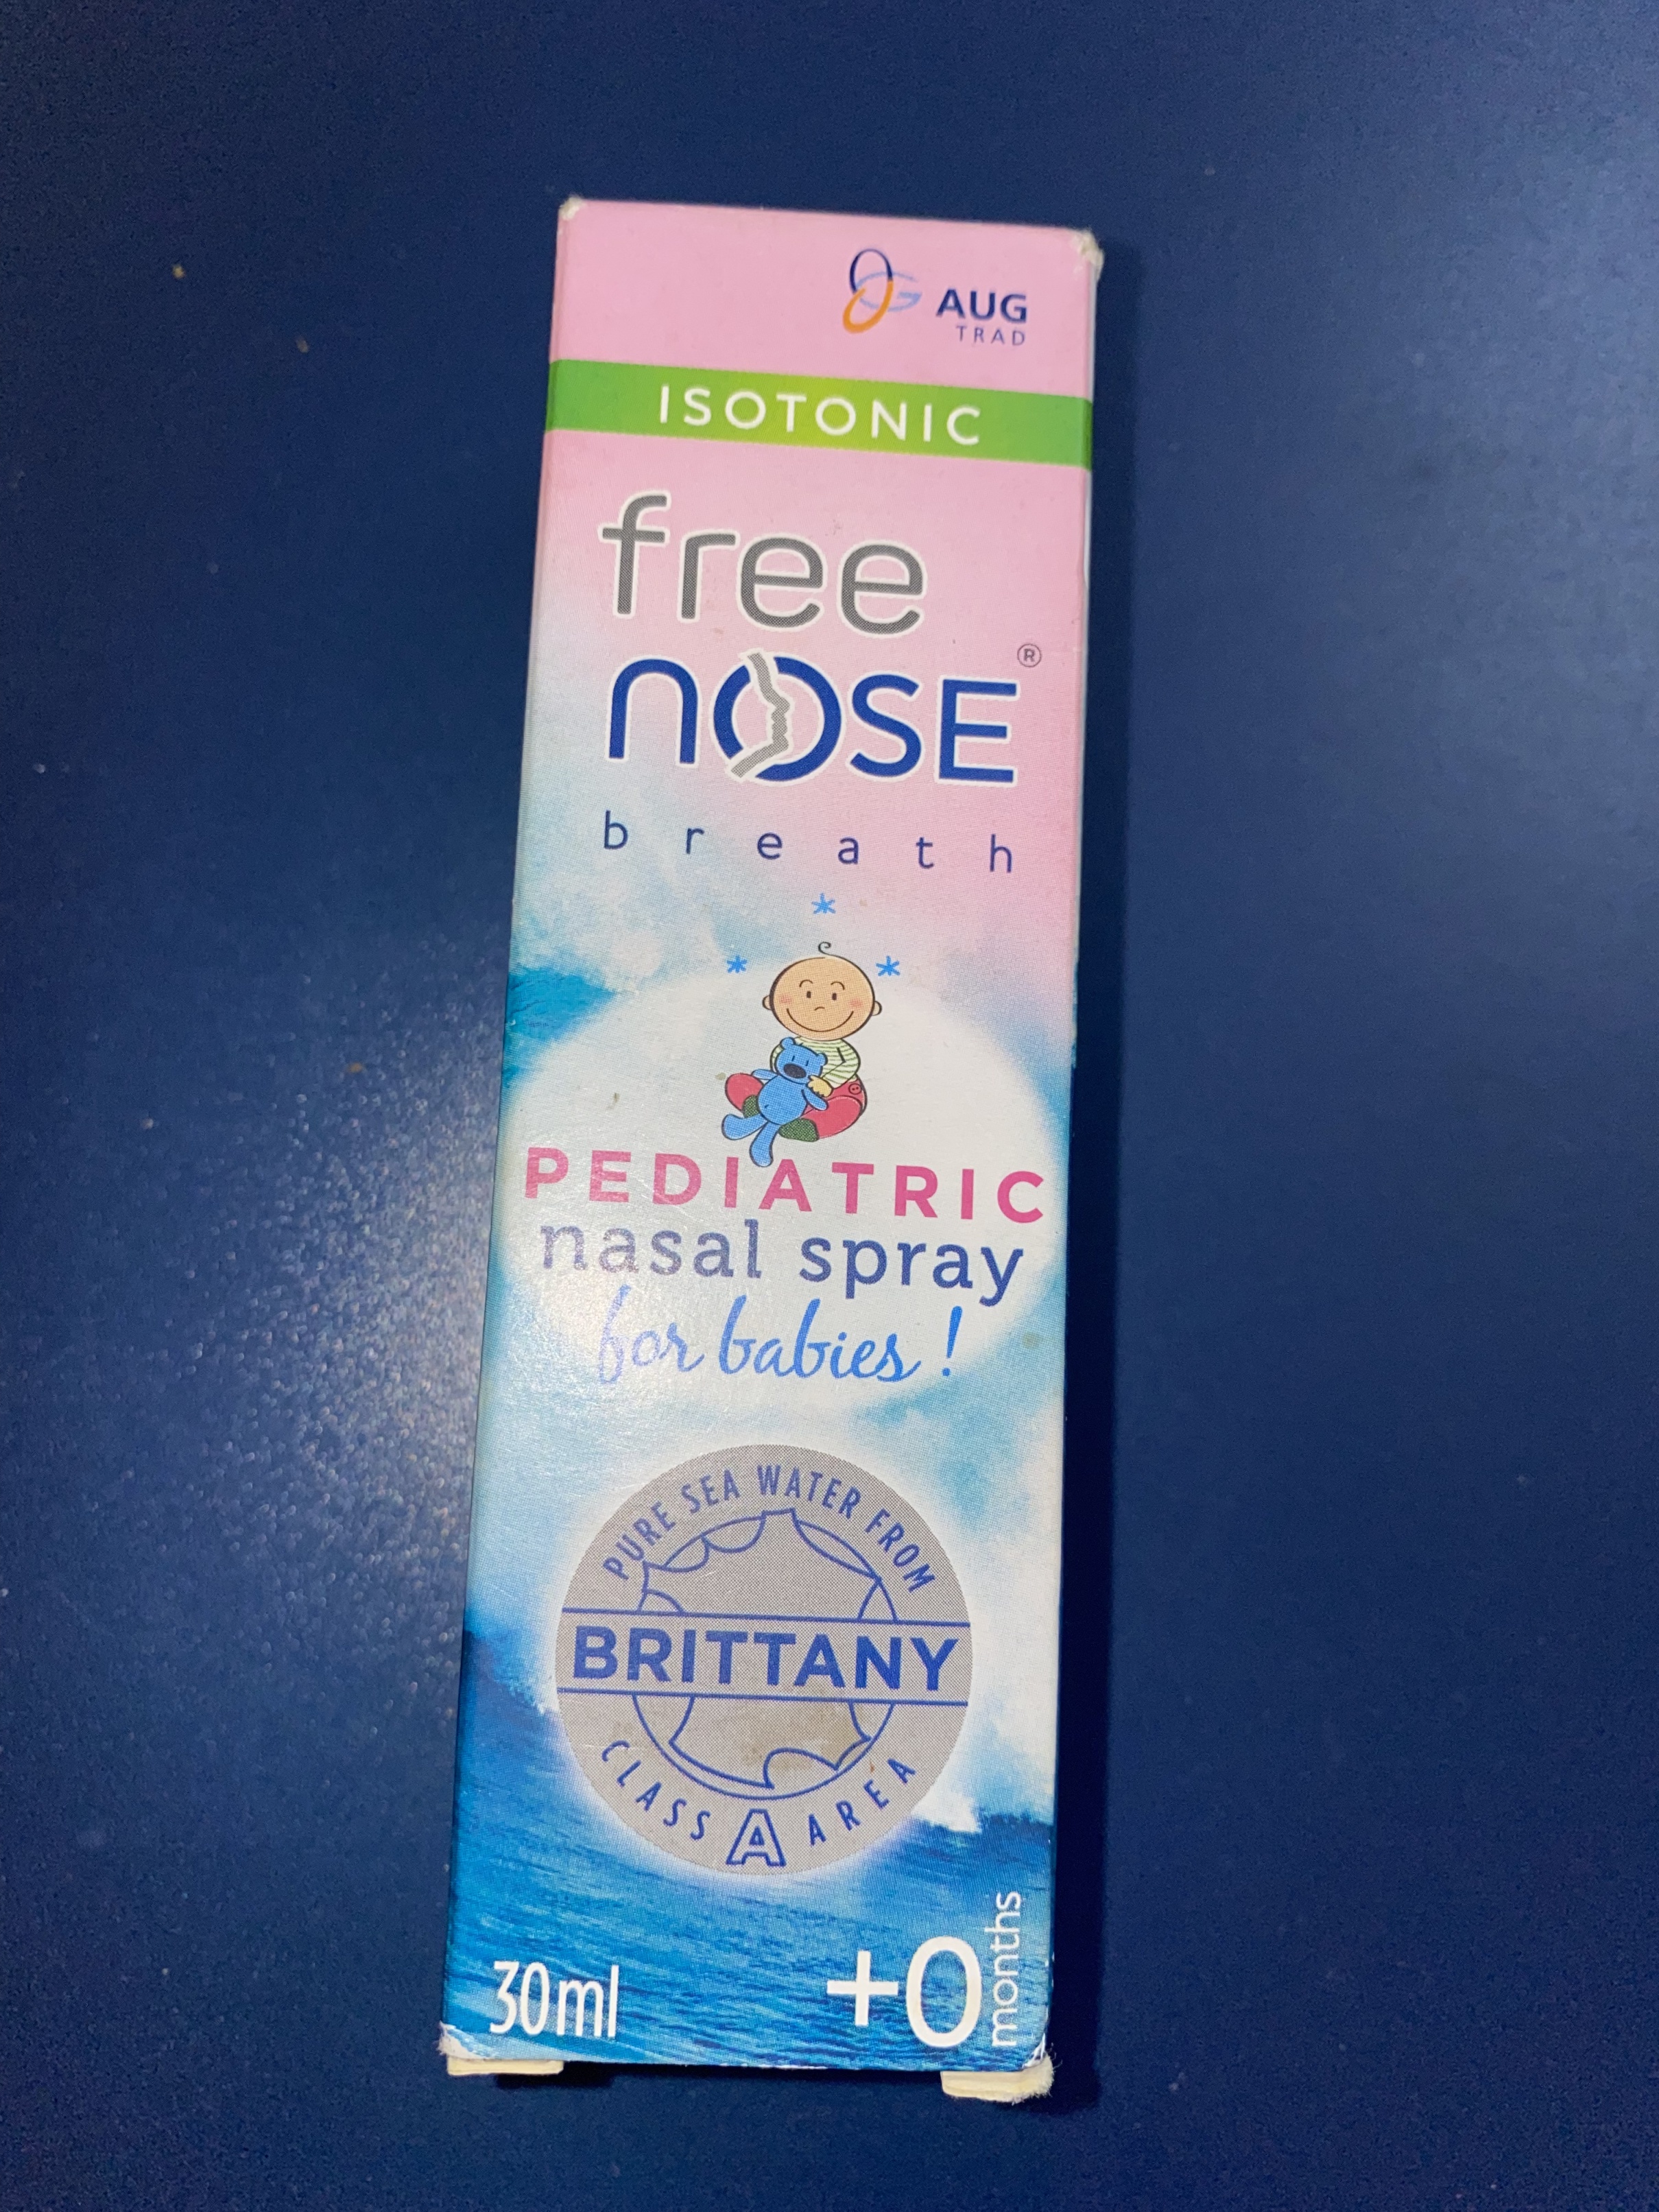 AUG
TRAD
ISOTONIC
free
nOSE®
breath
PEDIATRIC
nasal spray
for babies !
PURE SEA WATER FROM
BRITTANY
CLASS A AREA
30ml
+0 months